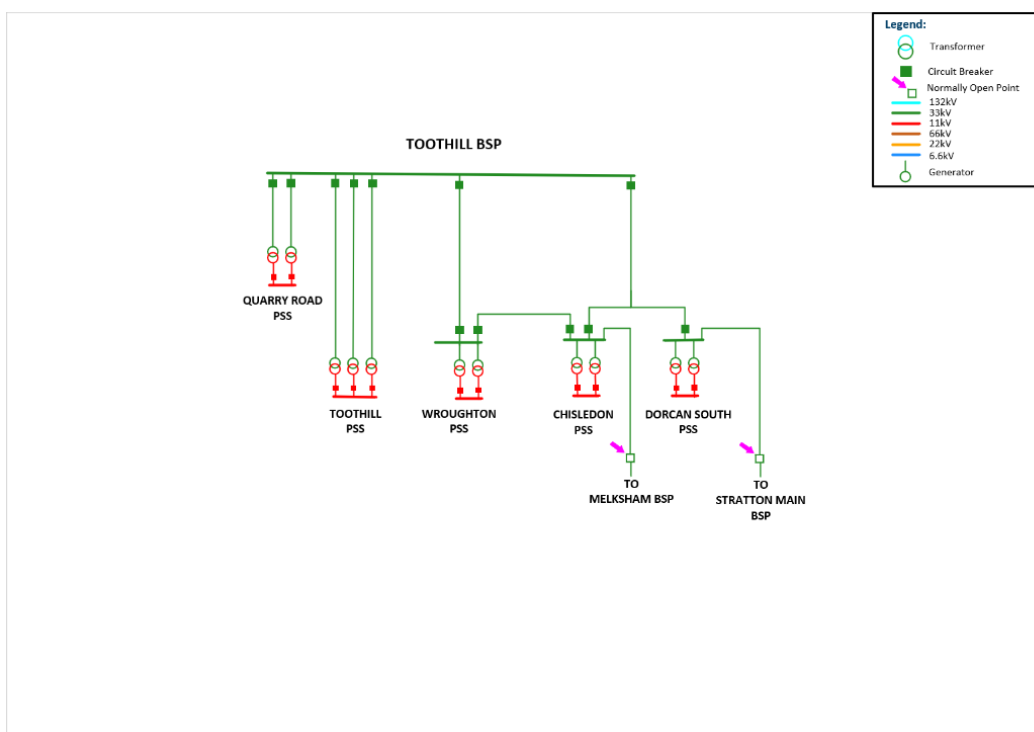 Legend:
Transformer
Circuit Breaker
Normally Open Point
132kV
33kV
11kV
66kV
22kV
6.6kV
Generator
TOOTHILL BSP
QUARRY ROAD
PSS
TOOTHILL
PSS
WROUGHTON
PSS
CHISLEDON
PSS
DORCAN SOUTH
PSS
TO
MELKSHAM BSP
TO
STRATTON MAIN
BSP